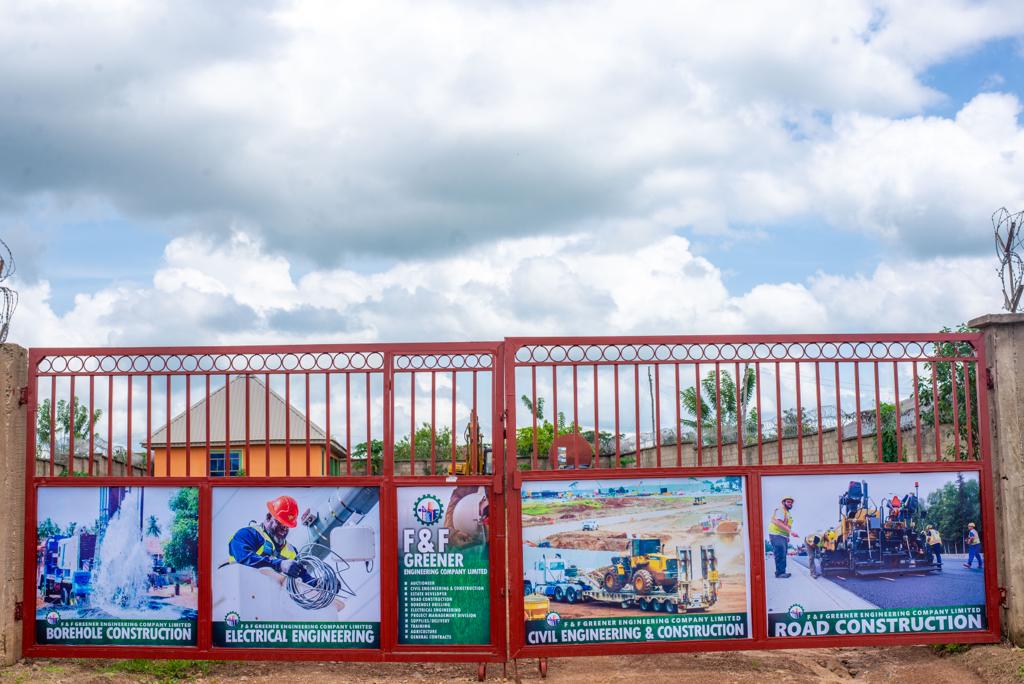 F & F GREENER ENGINEERING COMPANY LIMITED
BOREHOLE CONSTRUCTION
F & F GREENER ENGINEERING COMPANY LIMITED
ELECTRICAL ENGINEERING
F&F
GREENER
ENGINEERING COMPANY LIMITED
AUCTIONEER
CIVIL ENGINEERING & CONSTRUCTION
ESTATE DEVELOPER
ROAD CONSTRUCTION
BOREHOLE DRILLING
ELECTRICAL ENGINEERING
PROJECT MANAGEMENT DIVISION
SUPPLIES/DELIVERY
TRAINING
AGRICULTURE
GENERAL CONTRACTS
F & F GREENER ENGINEERING COMPANY LIMITED
CIVIL ENGINEERING & CONSTRUCTION
F & F GREENER ENGINEERING COMPANY LIMITED
ROAD CONSTRUCTION